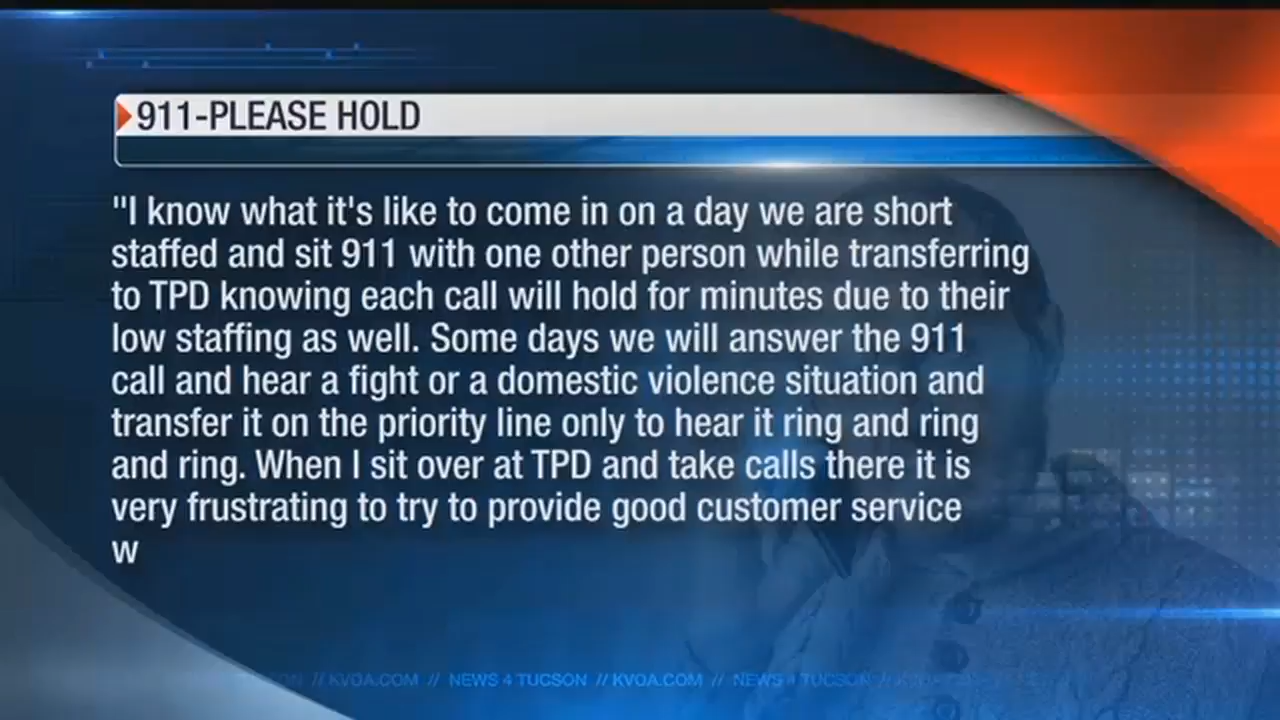 911-PLEASE HOLD
"I know what it's like to come in on a day we are short
staffed and sit 911 with one other person while transferring
to TPD knowing each call will hold for minutes due to their
low staffing as well. Some days we will answer the 911
call and hear a fight or a domestic violence situation and
transfer it on the priority line only to hear it ring and ring
and ring. When I sit over at TPD and take calls there it is
very frustrating to try to provide good customer service
w
// KVOA.COM // NEWS 4 TUCSON // KVOA.COM // NEWS 4 TUCSON